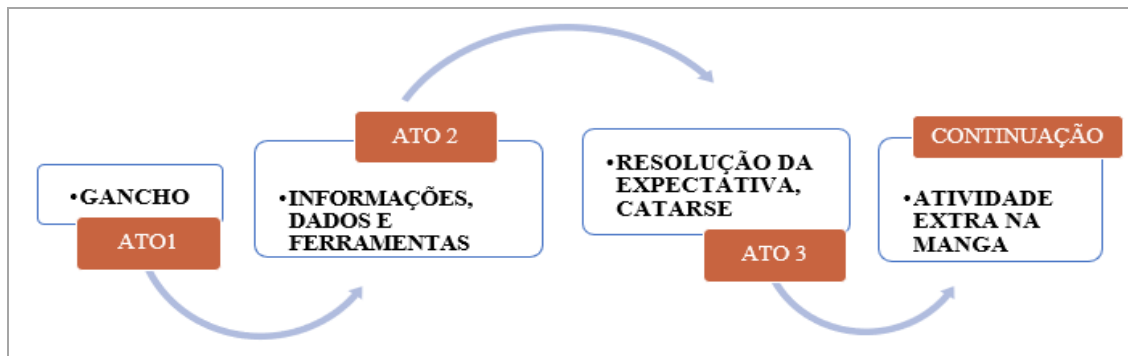 •GANCHO
ATO1
ATO 2
•INFORMAÇÕES,
DADOS E
FERRAMENTAS
•RESOLUÇÃO DA
EXPECTATIVA,
CATARSE
ATO 3
CONTINUAÇÃO
•ATIVIDADE
EXTRA NA
MANGA